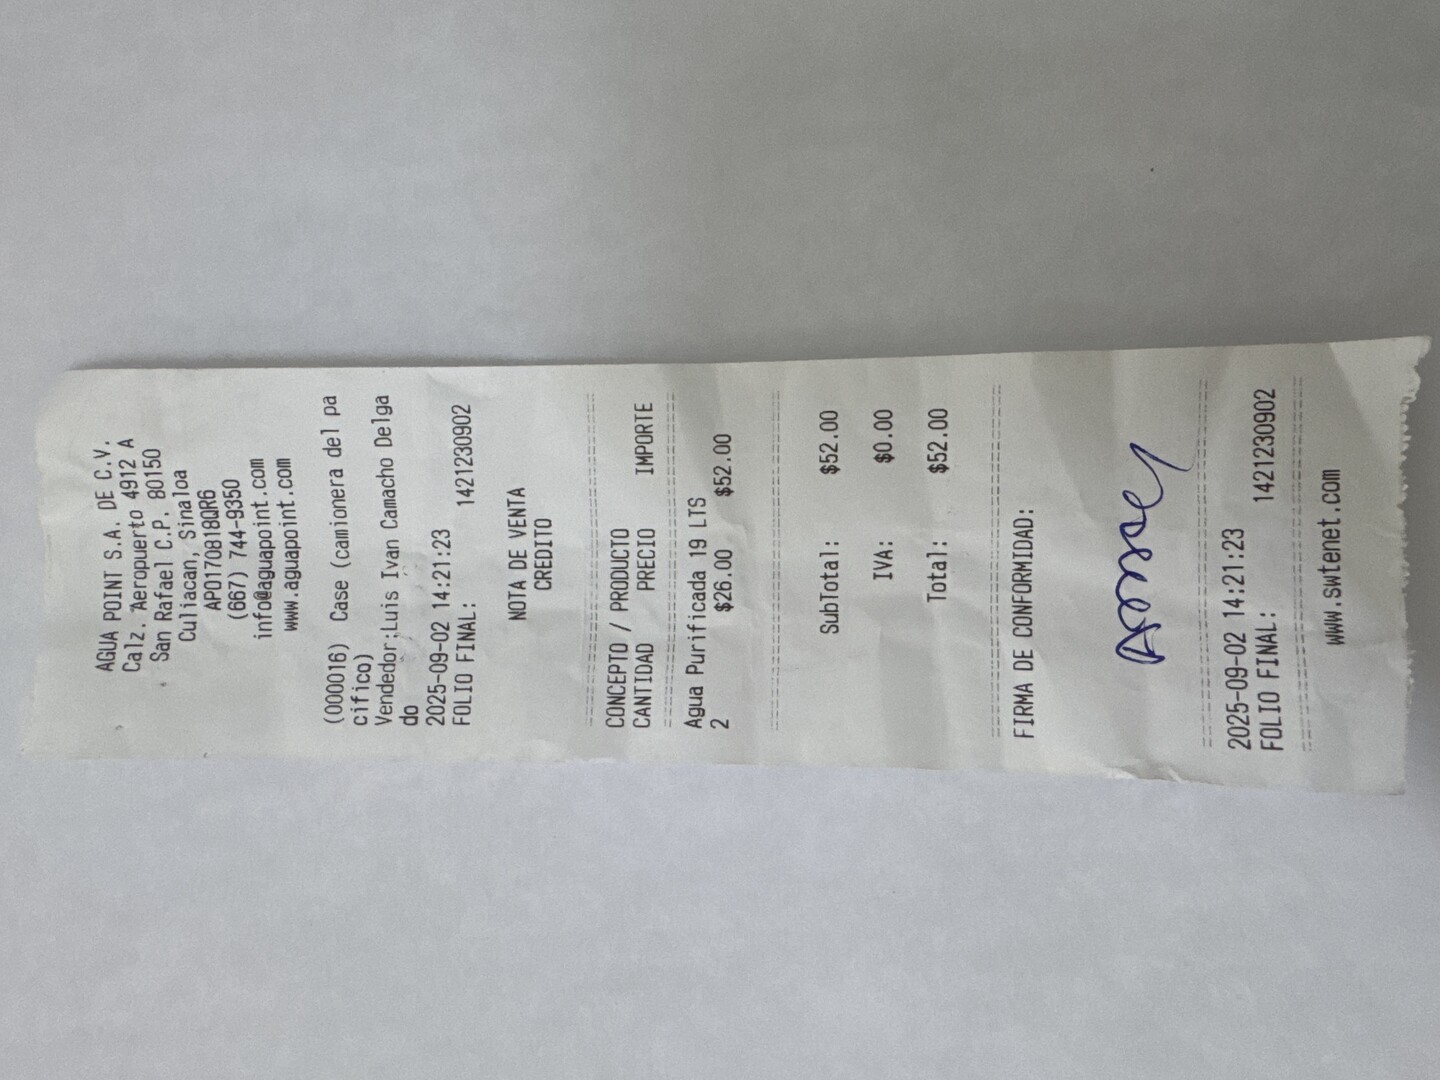 AGUA POINT S.A. DE C.V.
Calz. Aeropuerto 4912 A
San Rafael C.P. 80150
Culiacan, Sinaloa
APO170818QR6
(667) 744-9350
info@aguapoint.com
www.aguapoint.com
(000016) Case (camionera del pa
cifico)
Vendedor:Luis Ivan Camacho Delga
do
2025-09-02 14:21:23
FOLIO FINAL: 1421230902
NOTA DE VENTA
CREDITO
CONCEPTO / PRODUCTO
CANTIDAD PRECIO IMPORTE
Agua Purificada 19 LTS
2 $26.00 $52.00
SubTotal: $52.00
IVA: $0.00
Total: $52.00
FIRMA DE CONFORMIDAD:
2025-09-02 14:21:23
FOLIO FINAL: 1421230902
www.swtenet.com